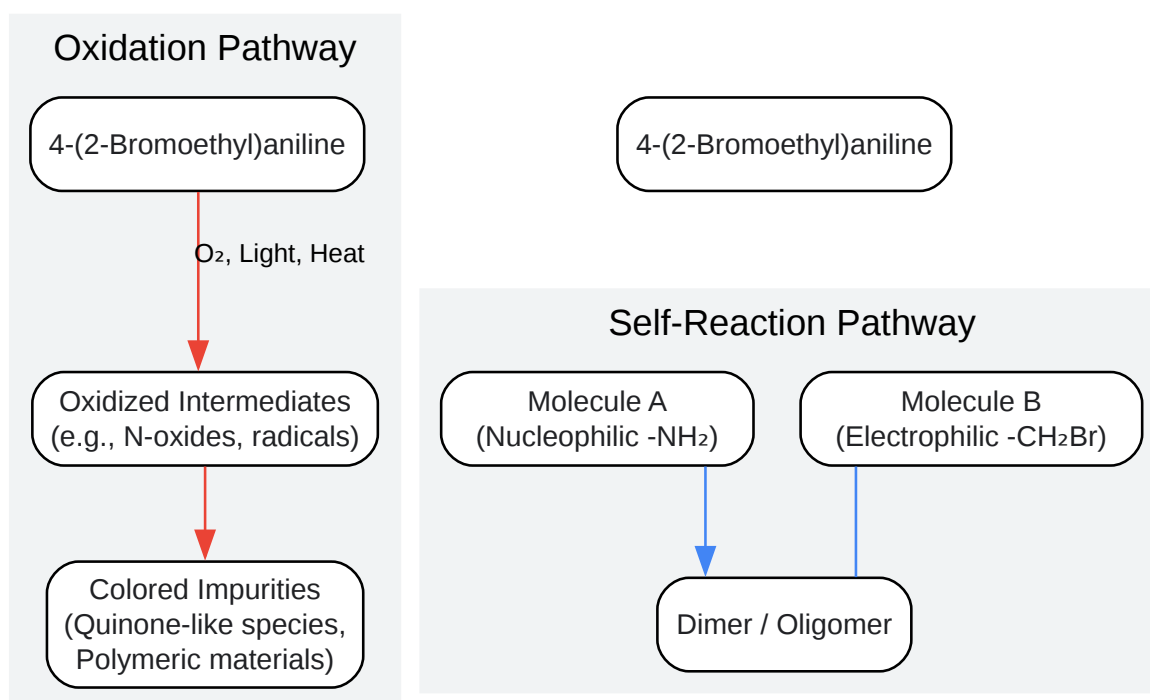 Oxidation Pathway
4-(2-Bromoethyl)aniline
O₂, Light, Heat
Oxidized Intermediates
(e.g., N-oxides, radicals)
Colored Impurities
(Quinone-like species,
Polymeric materials)
4-(2-Bromoethyl)aniline
Self-Reaction Pathway
Molecule A
(Nucleophilic -NH₂)
Molecule B
(Electrophilic -CH₂Br)
Dimer / Oligomer